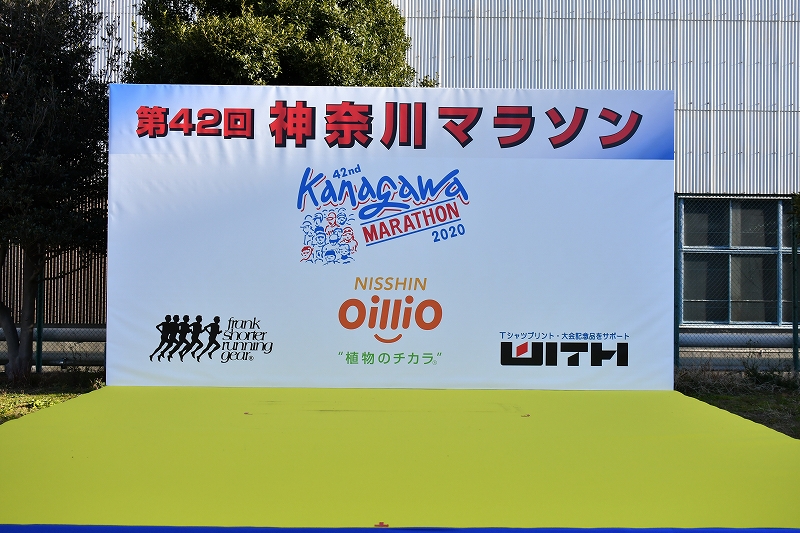 第42回 神奈川マラソン
42nd
Kanagawa
MARATHON
2020
NISSHIN
OilliO
"植物のチカラ®"
frank
shorter
running
gear®
Tシャツプリント・大会記念品をサポート
WITH